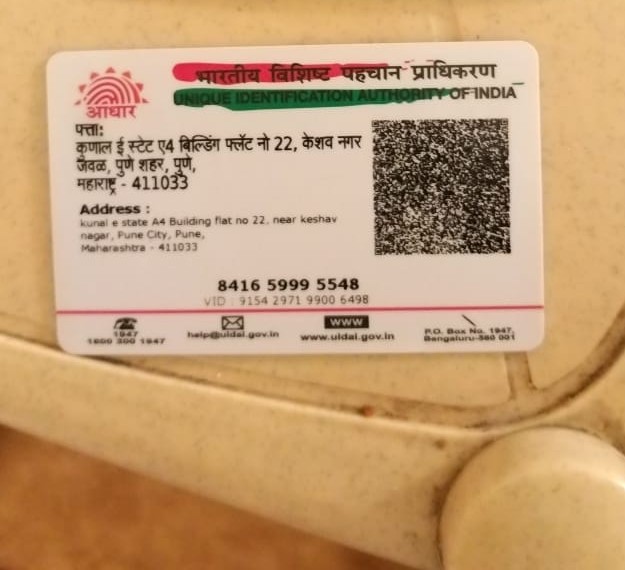 भारतीय विशिष्ट पहचान प्राधिकरण
UNIQUE IDENTIFICATION AUTHORITY OF INDIA
आधार
पत्ता:
कुणाल ई स्टेट ए4 बिल्डिंग फ्लॅट नो 22, केशव नगर
जवळ, पुणे शहर, पुणे,
महाराष्ट्र - 411033
Address :
kunal e state A4 Building flat no 22, near keshav
nagar, Pune City, Pune,
Maharashtra - 411033
8416 5999 5548
VID : 9154 2971 9900 6498
1947
1800 300 1947
help@uidai.gov.in
WWW
www.uidai.gov.in
P.O. Box No. 1947,
Bengaluru-560 001